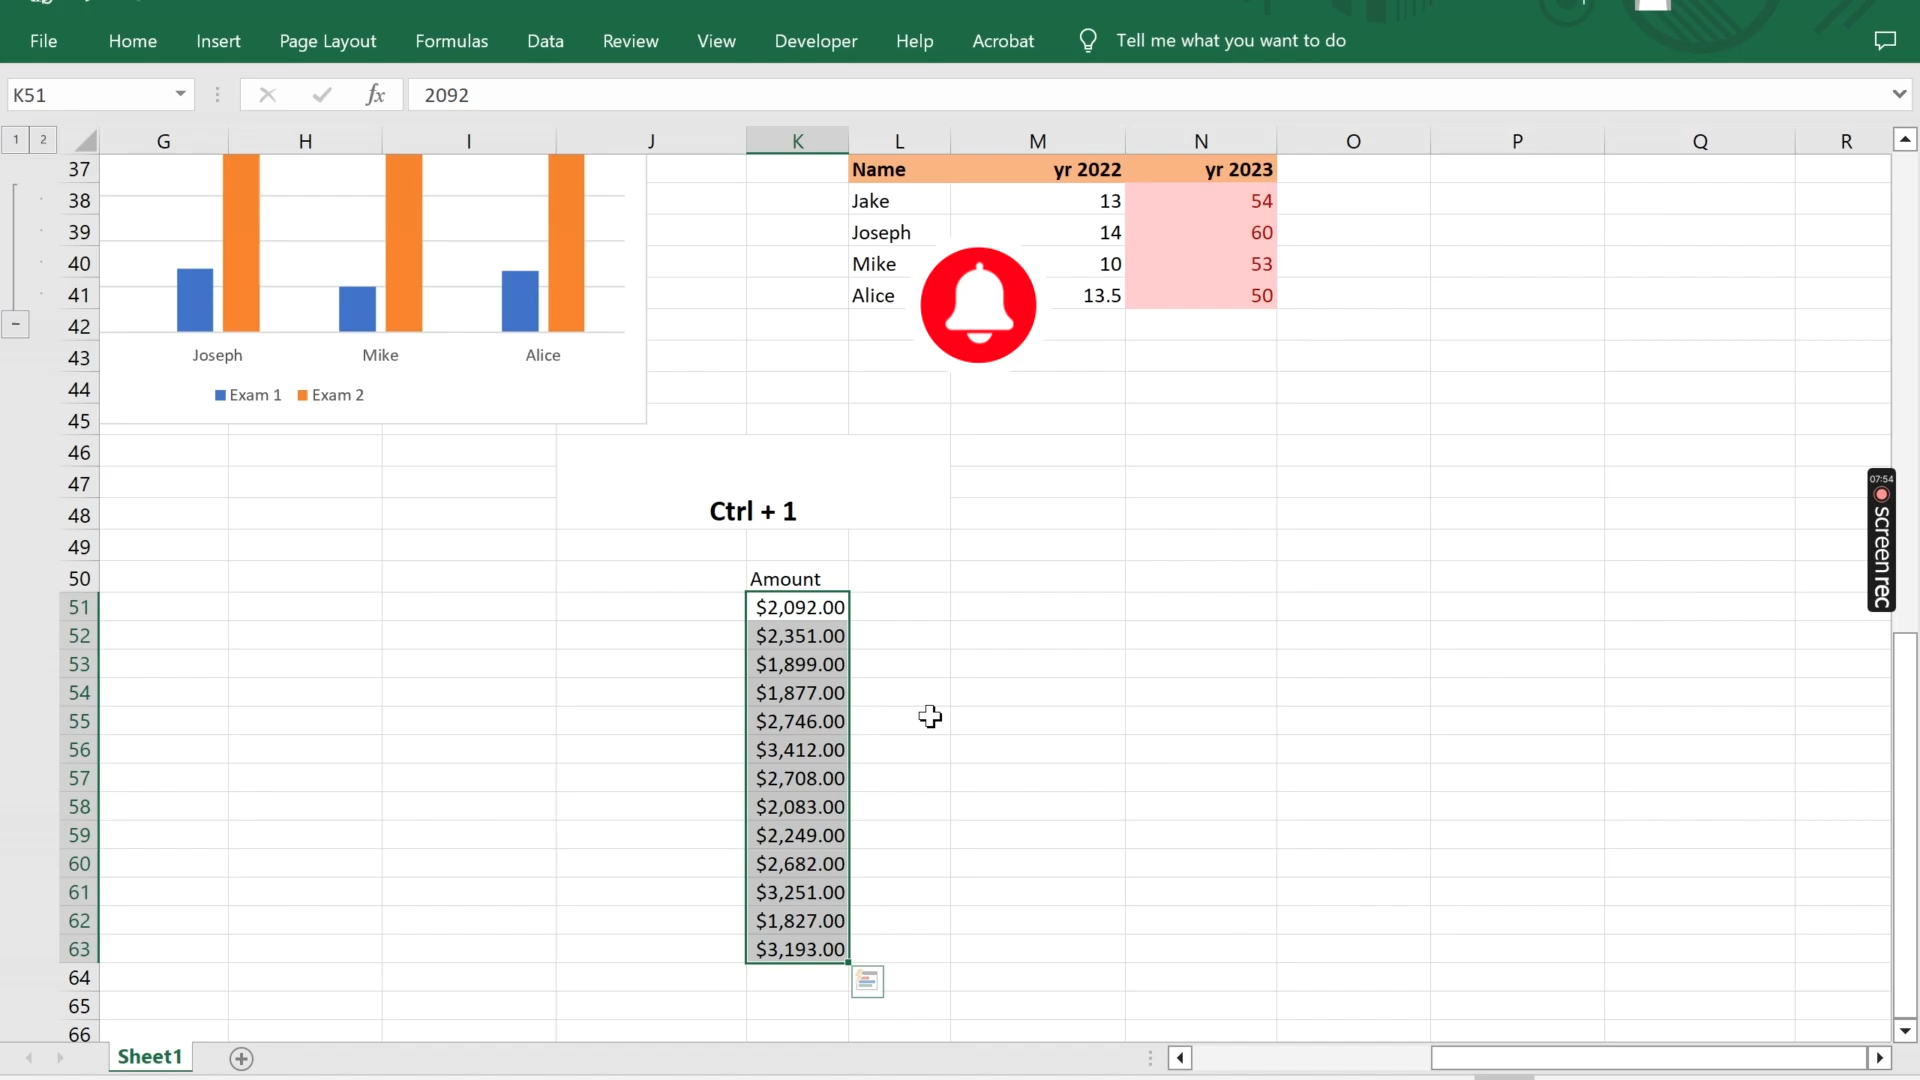 File Home Insert Page Layout Formulas Data Review View Developer Help Acrobat Tell me what you want to do
K51 fx 2092
1 2 G H I J K L M N O P Q R
37 Name yr 2022 yr 2023
38 Jake 13 54
39 Joseph 14 60
40 Mike 10 53
41 Alice 13.5 50
42
43 Joseph Mike Alice
44 Exam 1 Exam 2
45
46
47
48 Ctrl + 1
49
50 Amount
51 $2,092.00
52 $2,351.00
53 $1,899.00
54 $1,877.00
55 $2,746.00
56 $3,412.00
57 $2,708.00
58 $2,083.00
59 $2,249.00
60 $2,682.00
61 $3,251.00
62 $1,827.00
63 $3,193.00
64
65
66
07:54
screenrec
Sheet1